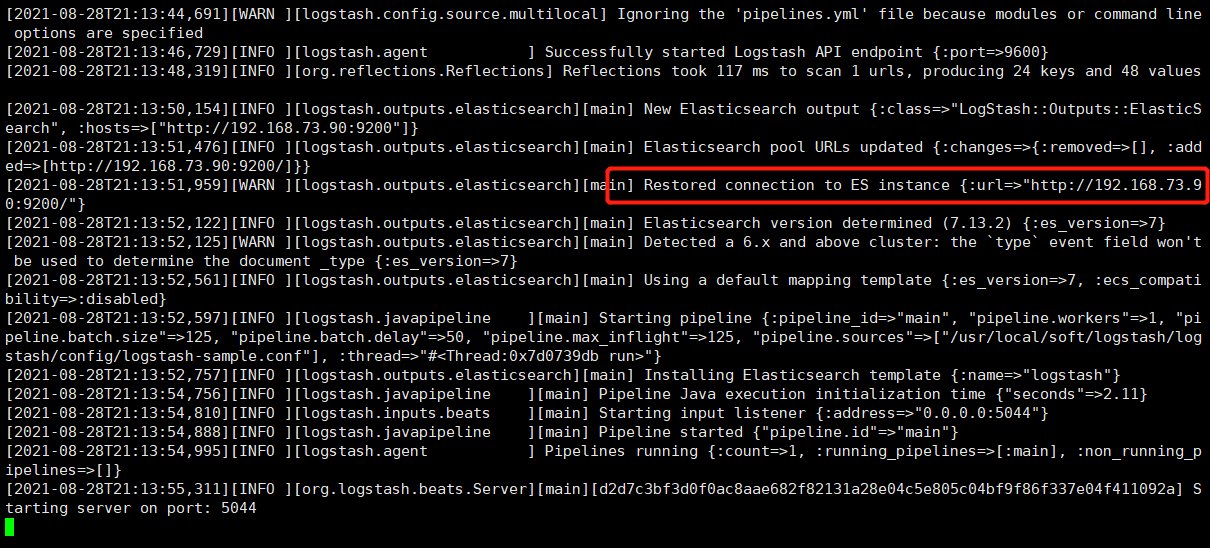 [2021-08-28T21:13:44,691][WARN ][logstash.config.source.multilocal] Ignoring the 'pipelines.yml' file because modules or command line
 options are specified
[2021-08-28T21:13:46,729][INFO ][logstash.agent           ] Successfully started Logstash API endpoint {:port=>9600}
[2021-08-28T21:13:48,319][INFO ][org.reflections.Reflections] Reflections took 117 ms to scan 1 urls, producing 24 keys and 48 values
[2021-08-28T21:13:50,154][INFO ][logstash.outputs.elasticsearch][main] New Elasticsearch output {:class=>"LogStash::Outputs::ElasticS
earch", :hosts=>["http://192.168.73.90:9200"]}
[2021-08-28T21:13:51,476][INFO ][logstash.outputs.elasticsearch][main] Elasticsearch pool URLs updated {:changes=>{:removed=>[], :add
ed=>[http://192.168.73.90:9200/]}}
[2021-08-28T21:13:51,959][WARN ][logstash.outputs.elasticsearch][main] Restored connection to ES instance {:url=>"http://192.168.73.9
0:9200/"}
[2021-08-28T21:13:52,122][INFO ][logstash.outputs.elasticsearch][main] Elasticsearch version determined (7.13.2) {:es_version=>7}
[2021-08-28T21:13:52,125][WARN ][logstash.outputs.elasticsearch][main] Detected a 6.x and above cluster: the `type` event field won't
 be used to determine the document _type {:es_version=>7}
[2021-08-28T21:13:52,561][INFO ][logstash.outputs.elasticsearch][main] Using a default mapping template {:es_version=>7, :ecs_compati
bility=>:disabled}
[2021-08-28T21:13:52,597][INFO ][logstash.javapipeline    ][main] Starting pipeline {:pipeline_id=>"main", "pipeline.workers"=>1, "pi
peline.batch.size"=>125, "pipeline.batch.delay"=>50, "pipeline.max_inflight"=>125, "pipeline.sources"=>["/usr/local/soft/logstash/log
stash/config/logstash-sample.conf"], :thread=>"#<Thread:0x7d0739db run>"}
[2021-08-28T21:13:52,757][INFO ][logstash.outputs.elasticsearch][main] Installing Elasticsearch template {:name=>"logstash"}
[2021-08-28T21:13:54,756][INFO ][logstash.javapipeline    ][main] Pipeline Java execution initialization time {"seconds"=>2.11}
[2021-08-28T21:13:54,810][INFO ][logstash.inputs.beats    ][main] Starting input listener {:address=>"0.0.0.0:5044"}
[2021-08-28T21:13:54,888][INFO ][logstash.javapipeline    ][main] Pipeline started {"pipeline.id"=>"main"}
[2021-08-28T21:13:54,995][INFO ][logstash.agent           ] Pipelines running {:count=>1, :running_pipelines=>[:main], :non_running_p
ipelines=>[]}
[2021-08-28T21:13:55,311][INFO ][org.logstash.beats.Server][main][d2d7c3bf3d0f0ac8aae682f82131a28e04c5e805c04bf9f86f337e04f411092a] S
tarting server on port: 5044